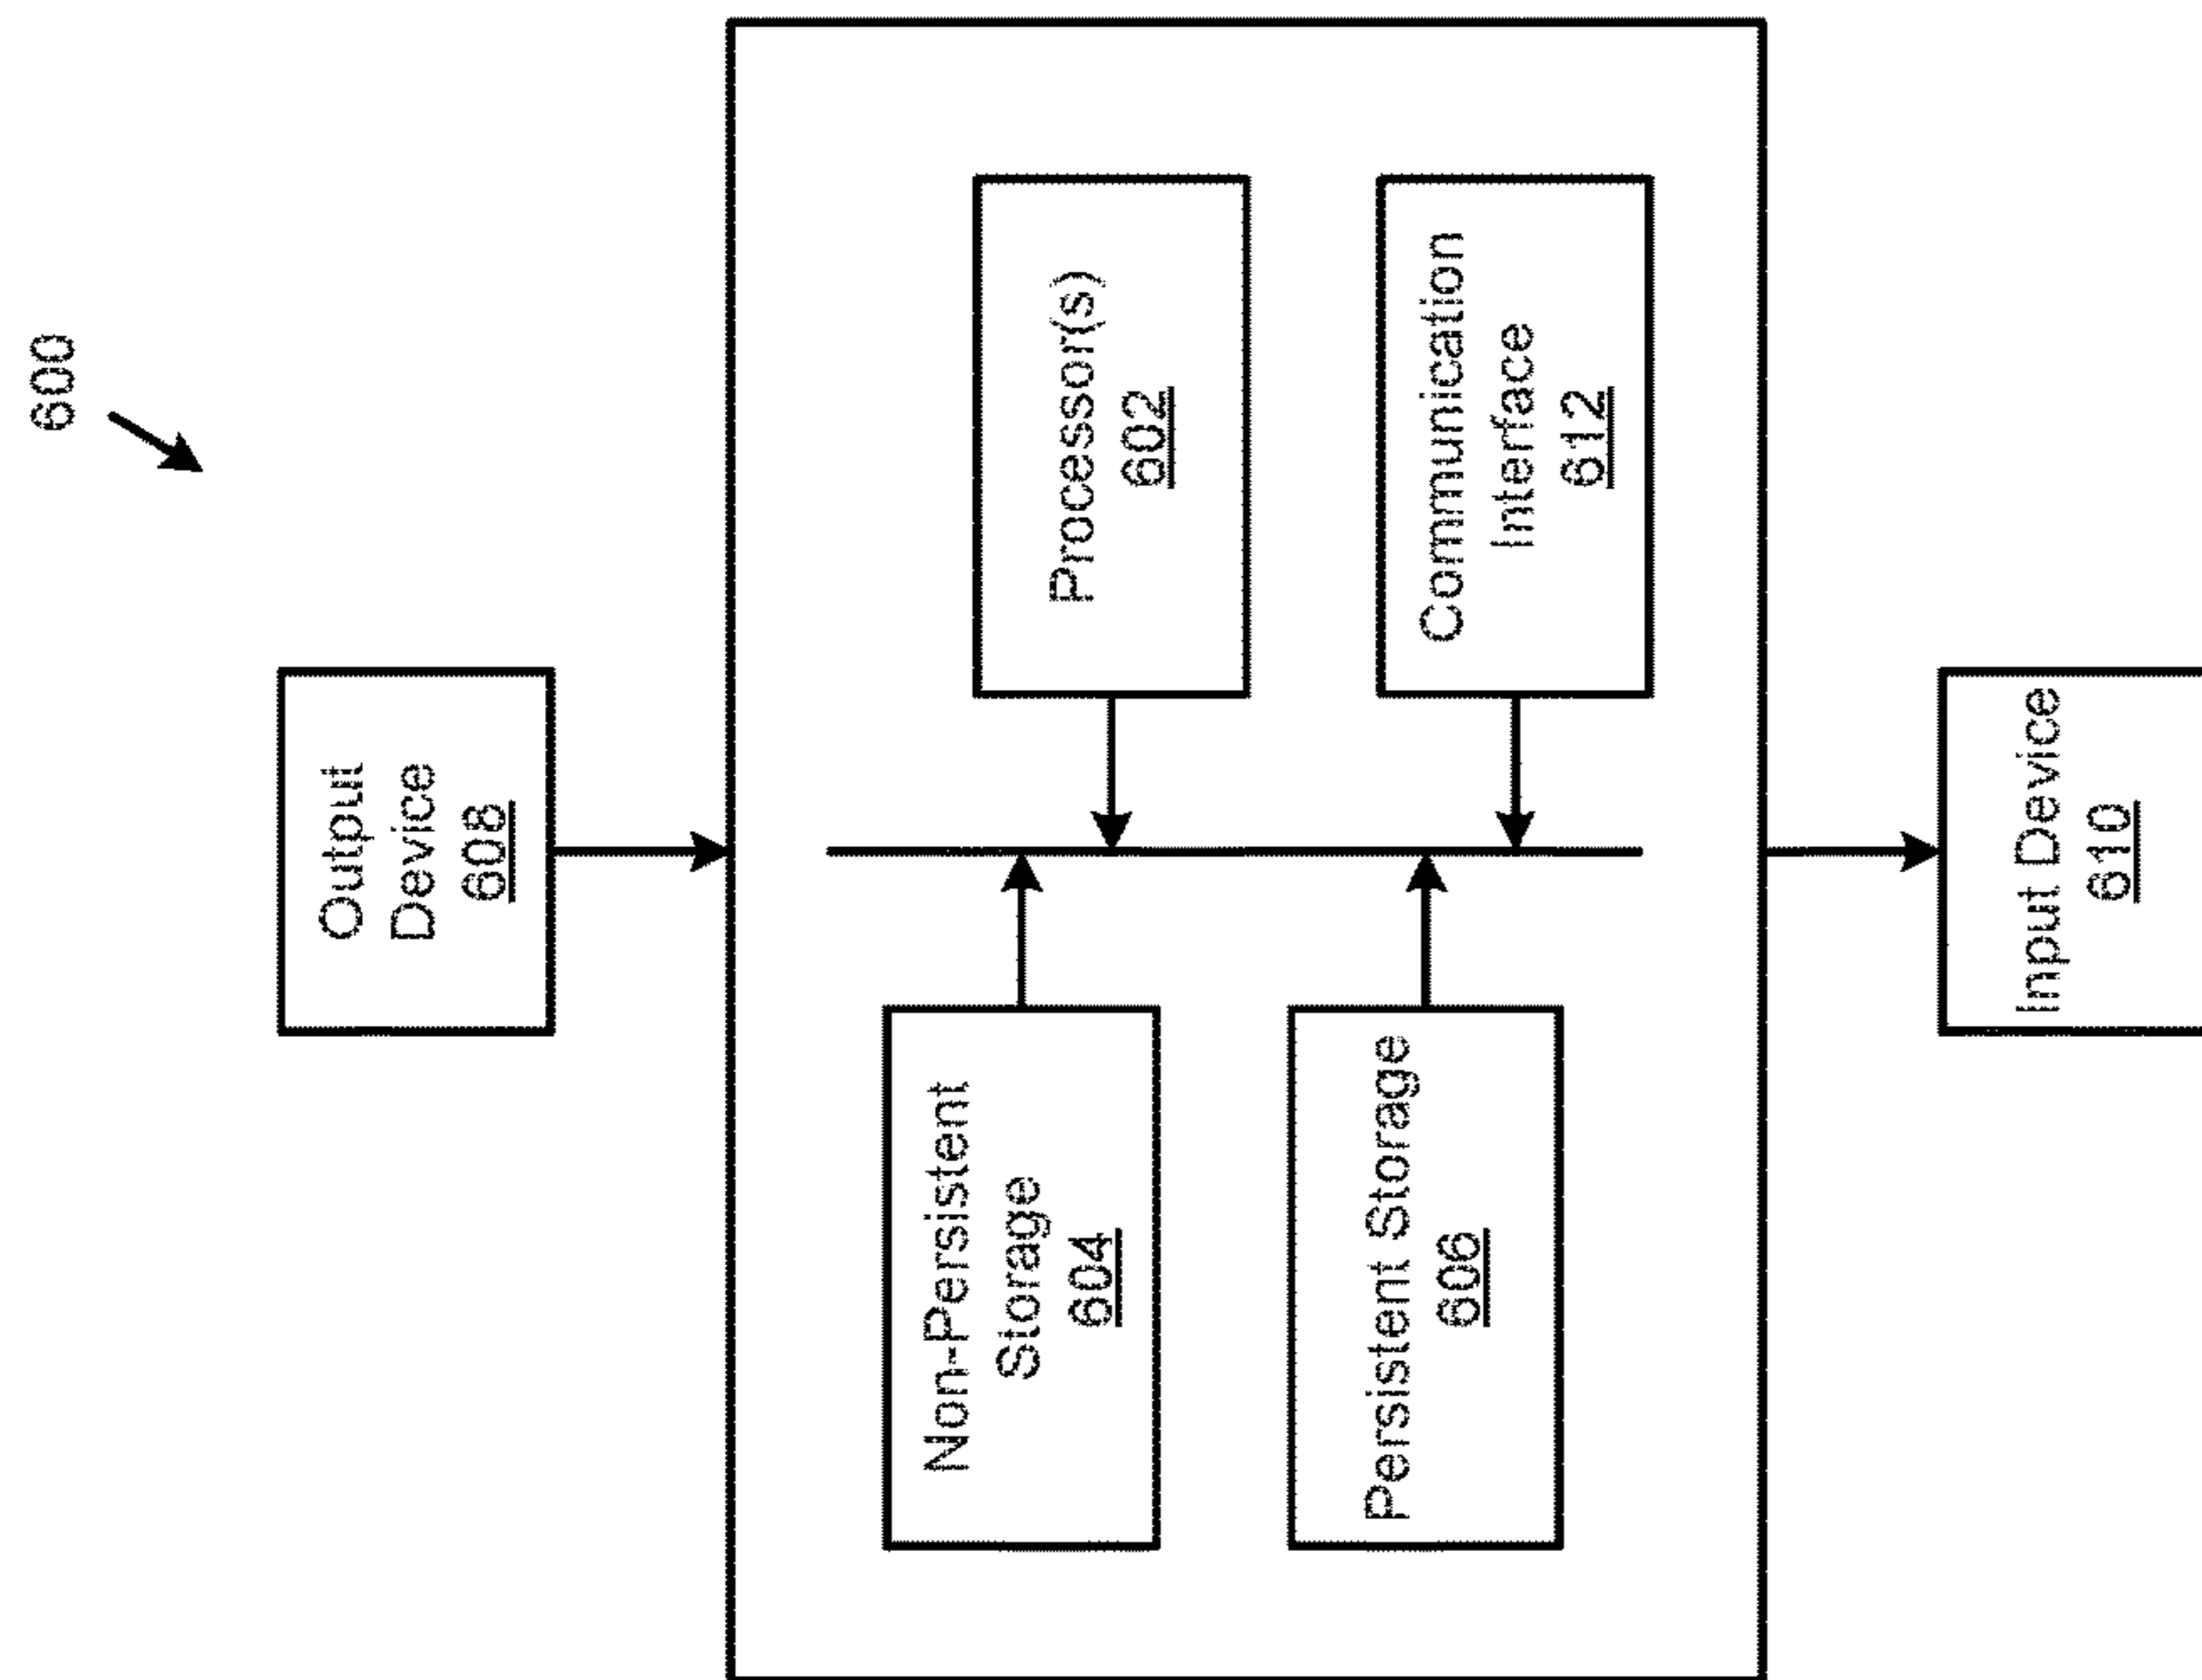 600
Output
Device
608
Non-Persistent
Storage
604
Processor(s)
602
Persistent Storage
606
Communication
Interface
612
Input Device
610